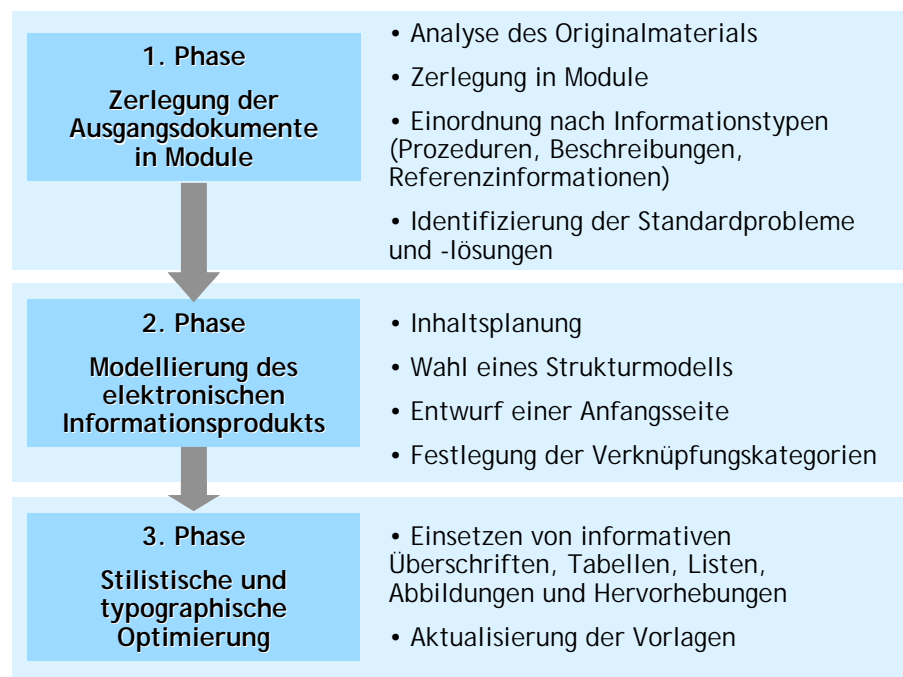 1. Phase
Zerlegung der
Ausgangsdokumente
in Module
• Analyse des Originalmaterials
• Zerlegung in Module
• Einordnung nach Informationstypen
(Prozeduren, Beschreibungen,
Referenzinformationen)
• Identifizierung der Standardprobleme
und -lösungen
2. Phase
Modellierung des
elektronischen
Informationsprodukts
• Inhaltsplanung
• Wahl eines Strukturmodells
• Entwurf einer Anfangsseite
• Festlegung der Verknüpfungskategorien
3. Phase
Stilistische und
typographische
Optimierung
• Einsetzen von informativen
Überschriften, Tabellen, Listen,
Abbildungen und Hervorhebungen
• Aktualisierung der Vorlagen